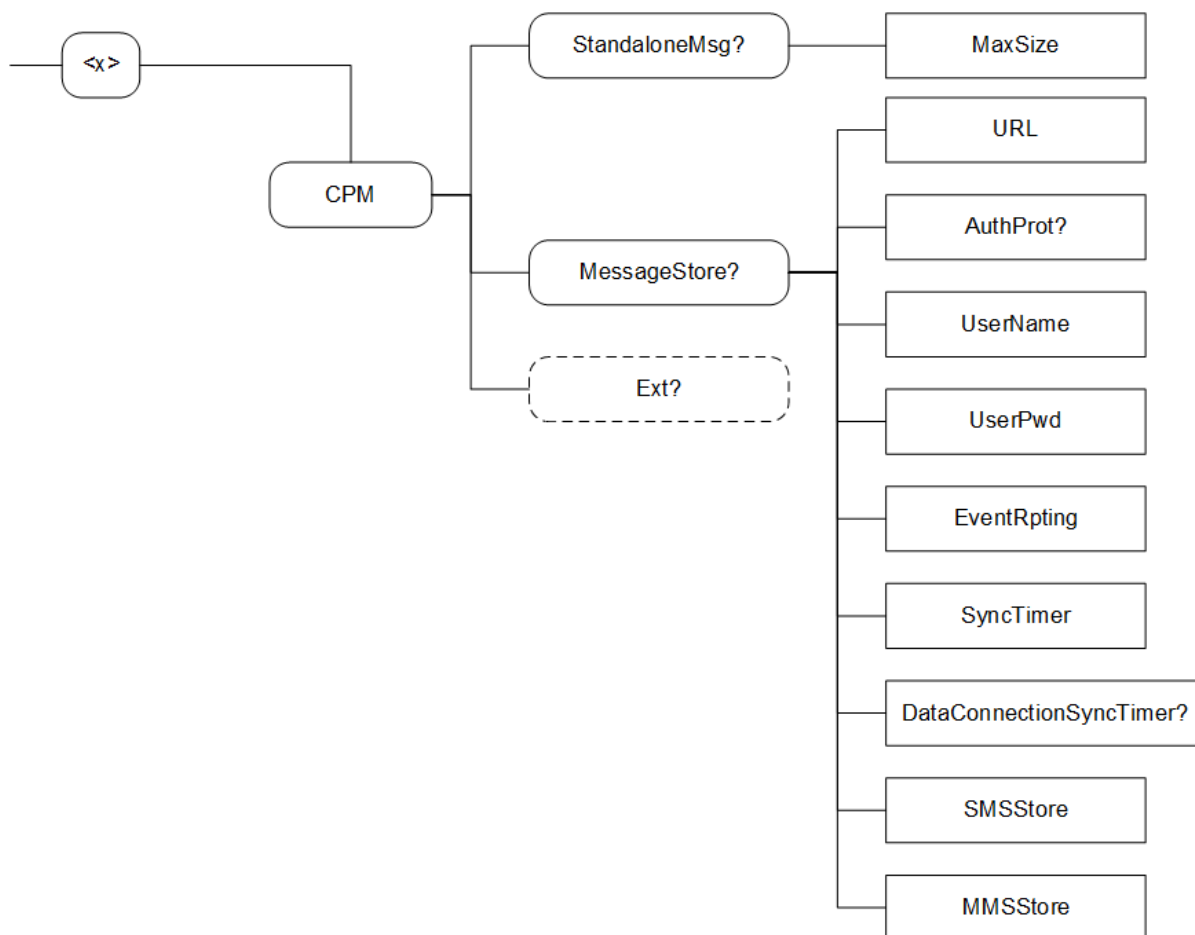 <x>
CPM
StandaloneMsg?
MessageStore?
Ext?
MaxSize
URL
AuthProt?
UserName
UserPwd
EventRpting
SyncTimer
DataConnectionSyncTimer?
SMSStore
MMSStore